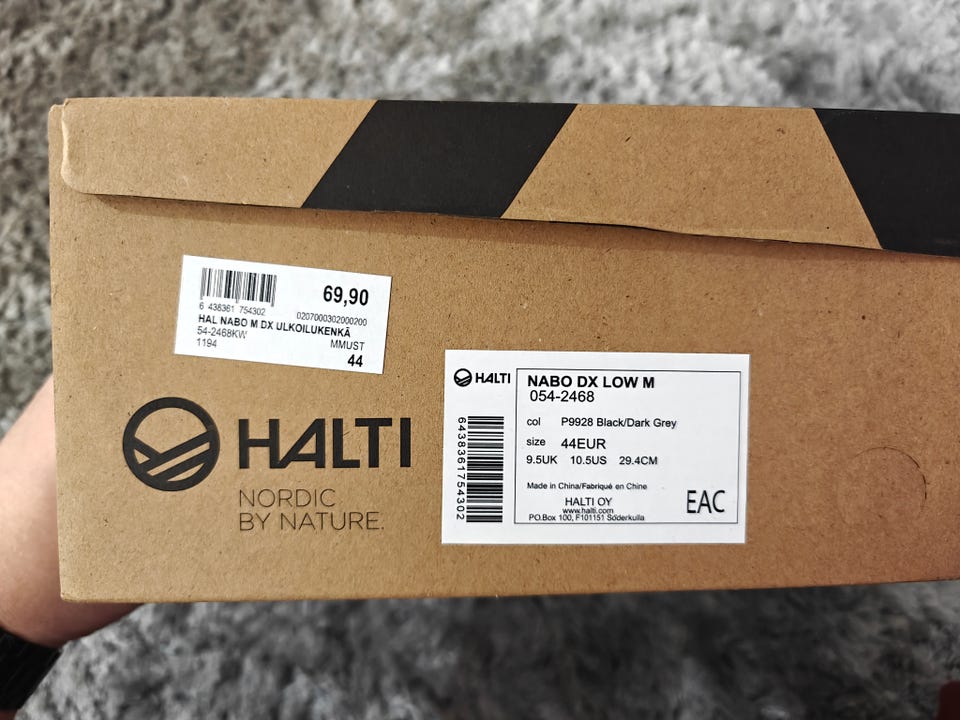 69,90
6 438361 754302
0207000302000200
HAL NABO M DX ULKOILUKENKÄ
54-2468KW
MMUST
1194
44
HALTI
NORDIC
BY NATURE.
HALTI
6438361754302
NABO DX LOW M
054-2468
col P9928 Black/Dark Grey
size 44EUR
9.5UK 10.5US 29.4CM
Made in China/Fabriqué en Chine
HALTI OY
www.halti.com
PO.Box 100, F101151 Söderkulla
EAC